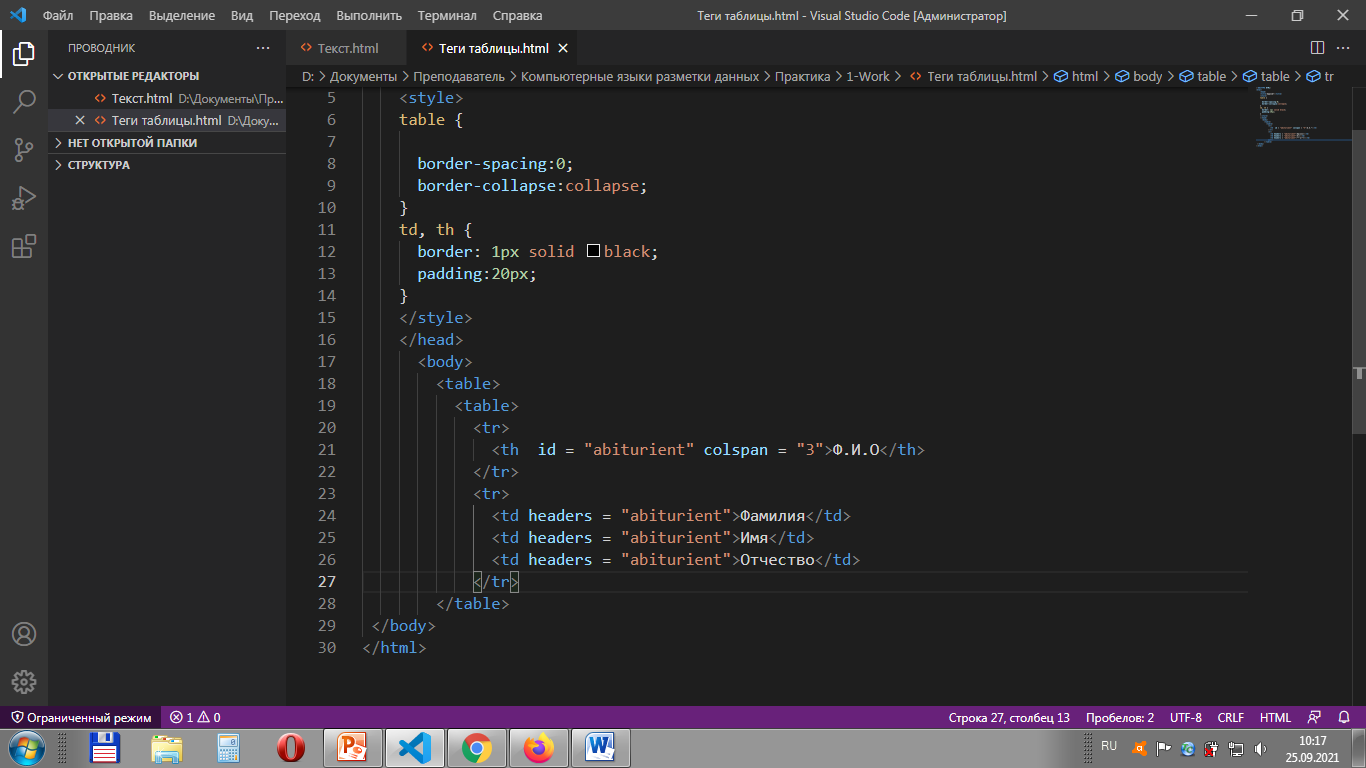 Файл Правка Выделение Вид Переход Выполнить Терминал Справка Теги таблицы.html - Visual Studio Code [Администратор]
ПРОВОДНИК
ОТКРЫТЫЕ РЕДАКТОРЫ
Текст.html D:\Документы\Пр...
Теги таблицы.html D:\Доку...
НЕТ ОТКРЫТОЙ ПАПКИ
СТРУКТУРА
Текст.html Теги таблицы.html
D: > Документы > Преподаватель > Компьютерные языки разметки данных > Практика > 1-Work > Теги таблицы.html > html > body > table > table > tr
5 <style>
6 table {
7
8 border-spacing:0;
9 border-collapse:collapse;
10 }
11 td, th {
12 border: 1px solid black;
13 padding:20px;
14 }
15 </style>
16 </head>
17 <body>
18 <table>
19 <table>
20 <tr>
21 <th  id = "abiturient" colspan = "3">Ф.И.О</th>
22 </tr>
23 <tr>
24 <td headers = "abiturient">Фамилия</td>
25 <td headers = "abiturient">Имя</td>
26 <td headers = "abiturient">Отчество</td>
27 </tr>
28 </table>
29 </body>
30 </html>
Ограниченный режим 1 0 Строка 27, столбец 13 Пробелов: 2 UTF-8 CRLF HTML
RU 10:17
25.09.2021